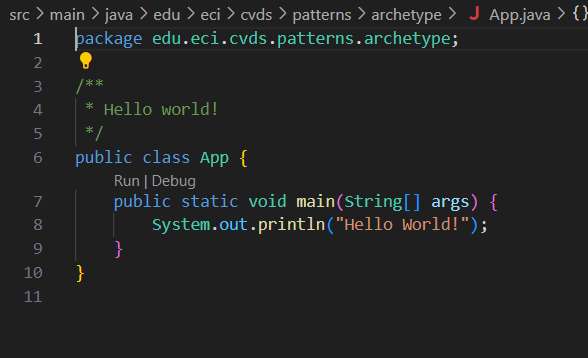 src > main > java > edu > eci > cvds > patterns > archetype > J App.java > {}
1 package edu.eci.cvds.patterns.archetype;
2
3 /**
4  * Hello world!
5  */
6 public class App {
Run | Debug
7     public static void main(String[] args) {
8         System.out.println("Hello World!");
9     }
10 }
11